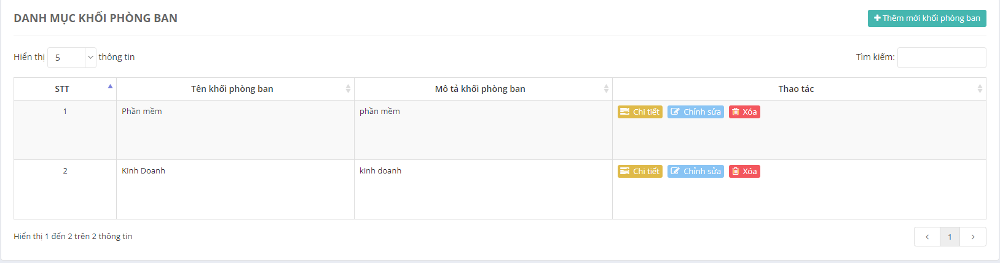 DANH MỤC KHỐI PHÒNG BAN
Thêm mới khối phòng ban
Hiển thị 5 thông tin
Tìm kiếm:
STT Tên khối phòng ban Mô tả khối phòng ban Thao tác
1 Phần mềm phần mềm Chi tiết Chỉnh sửa Xóa
2 Kinh Doanh kinh doanh Chi tiết Chỉnh sửa Xóa
Hiển thị 1 đến 2 trên 2 thông tin
1